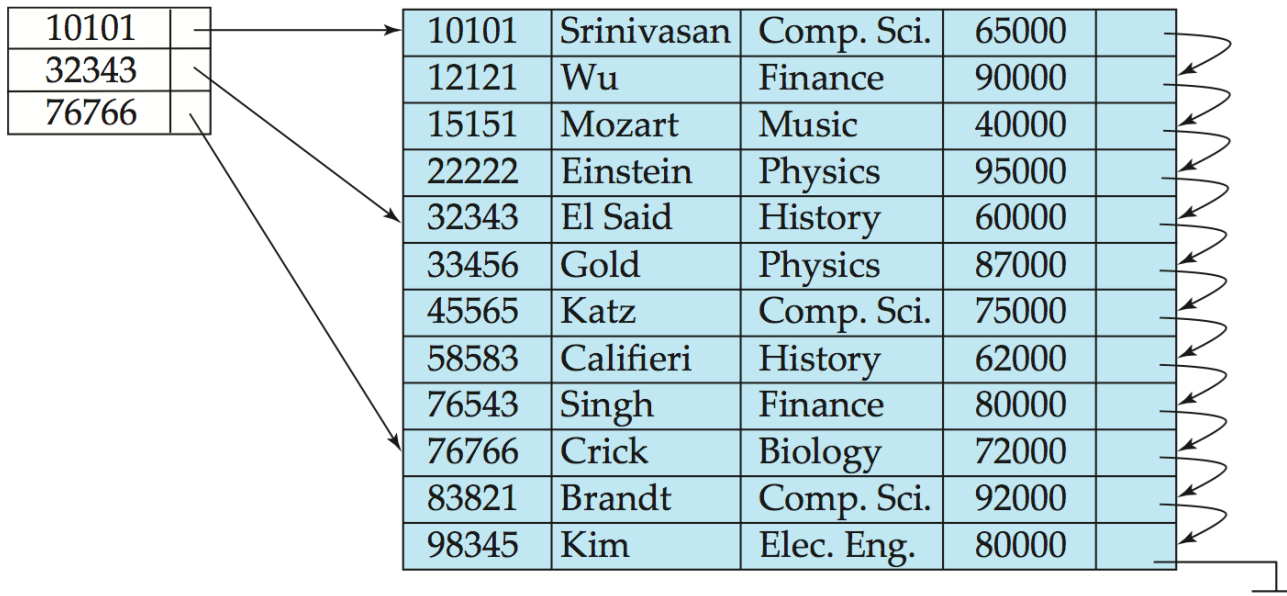 10101
32343
76766
10101 Srinivasan Comp. Sci. 65000
12121 Wu Finance 90000
15151 Mozart Music 40000
22222 Einstein Physics 95000
32343 El Said History 60000
33456 Gold Physics 87000
45565 Katz Comp. Sci. 75000
58583 Califieri History 62000
76543 Singh Finance 80000
76766 Crick Biology 72000
83821 Brandt Comp. Sci. 92000
98345 Kim Elec. Eng. 80000